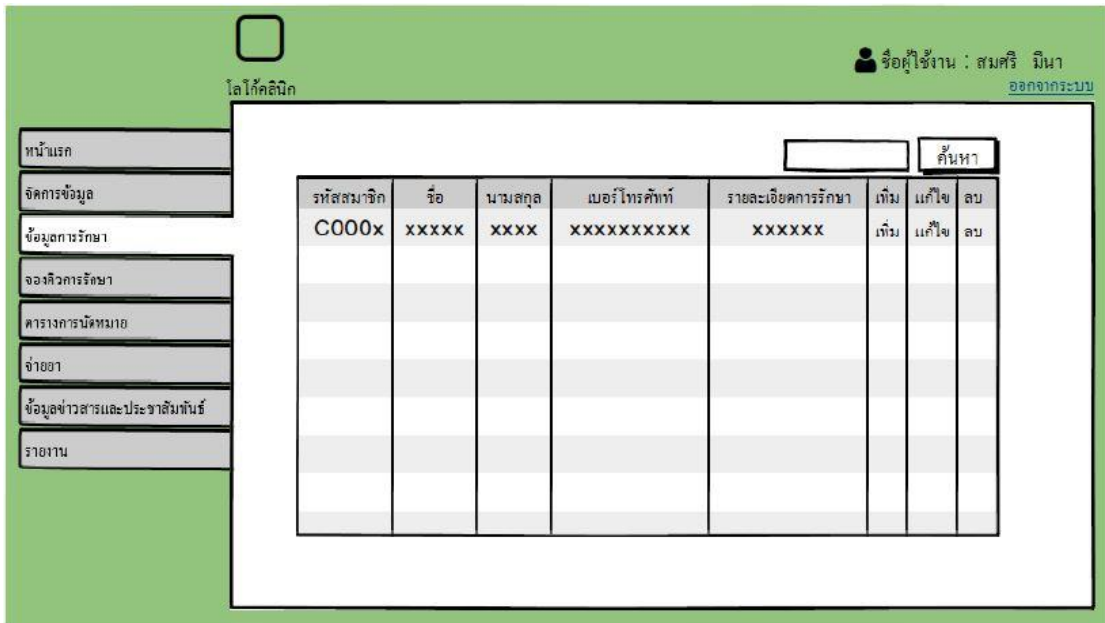 ชื่อผู้ใช้งาน : สมศรี มีนา
โลโก้คลินิก
ออกจากระบบ
หน้าแรก
จัดการข้อมูล
ข้อมูลการรักษา
จองคิวการรักษา
ตารางการนัดหมาย
จ่ายยา
ข้อมูลข่าวสารและประชาสัมพันธ์
รายงาน
ค้นหา
รหัสสมาชิก ชื่อ นามสกุล เบอร์โทรศัพท์ รายละเอียดการรักษา เพิ่ม แก้ไข ลบ
C000x xxxxx xxxx xxxxxxxxxx xxxxxx เพิ่ม แก้ไข ลบ